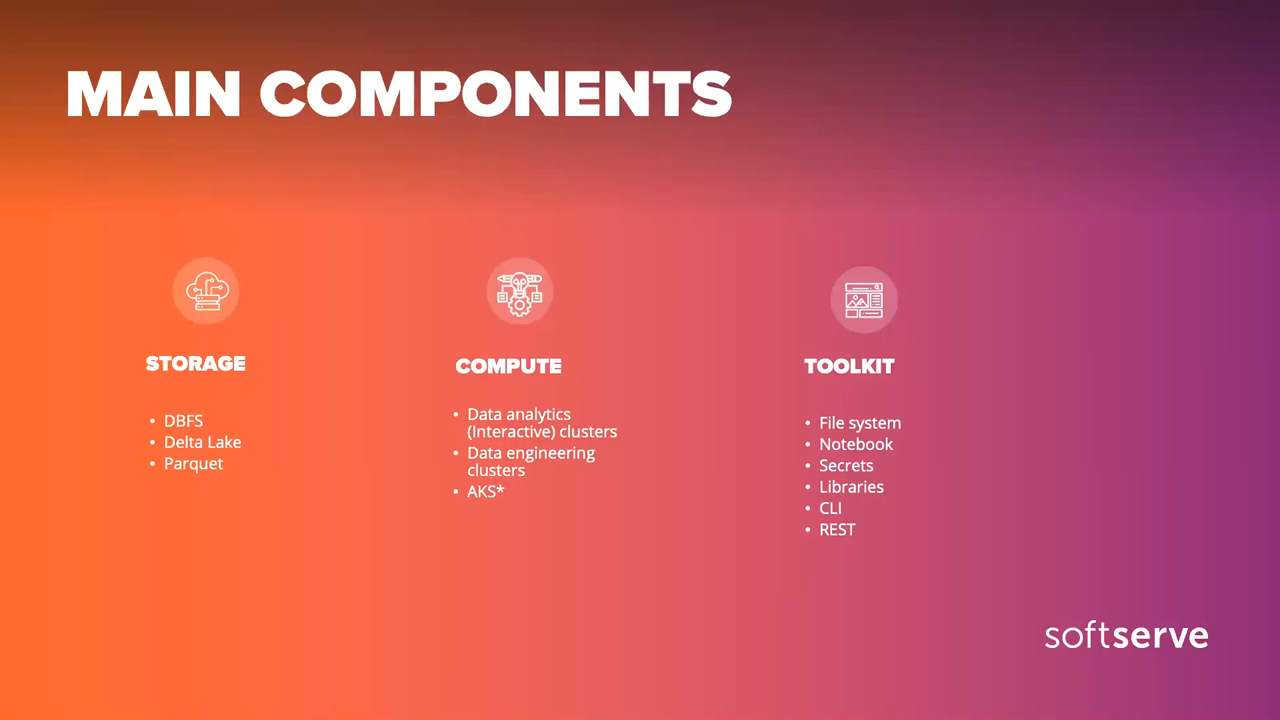 MAIN COMPONENTS
STORAGE
• DBFS
• Delta Lake
• Parquet
COMPUTE
• Data analytics
(Interactive) clusters
• Data engineering
clusters
• AKS*
TOOLKIT
• File system
• Notebook
• Secrets
• Libraries
• CLI
• REST
softserve